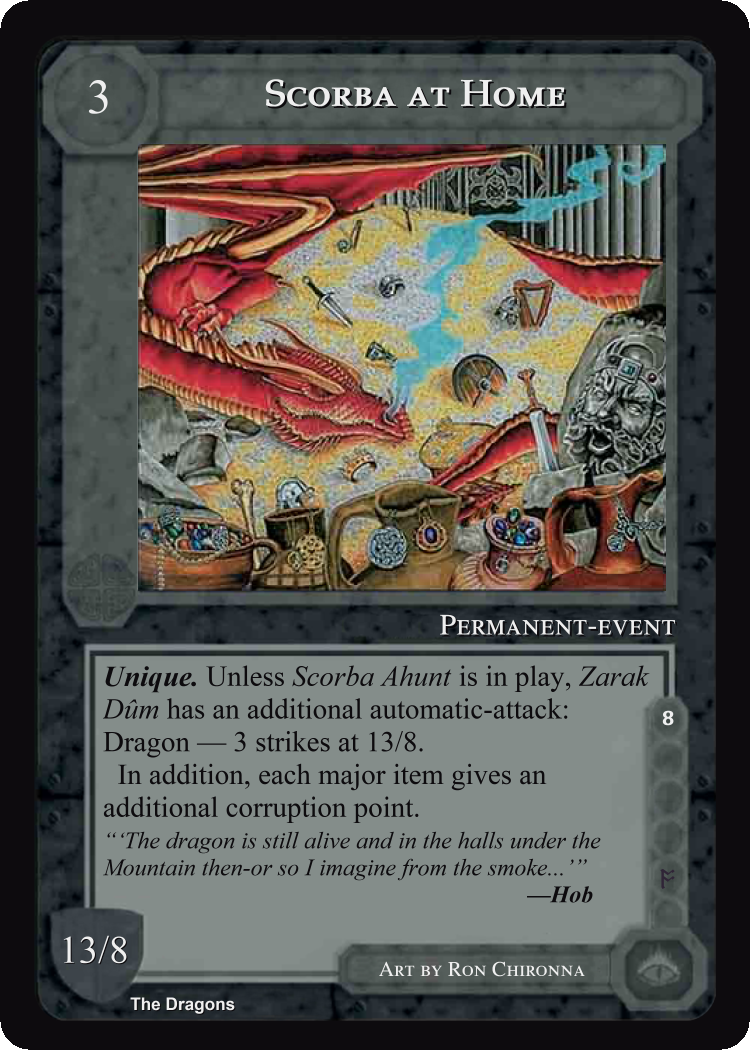 3
Scorba at Home
Permanent-event
Unique. Unless Scorba Ahunt is in play, Zarak
Dûm has an additional automatic-attack:
Dragon — 3 strikes at 13/8.
In addition, each major item gives an
additional corruption point.
“‘The dragon is still alive and in the halls under the
Mountain then-or so I imagine from the smoke...’”
—Hob
8
ᚩ
13/8
Art by Ron Chironna
The Dragons